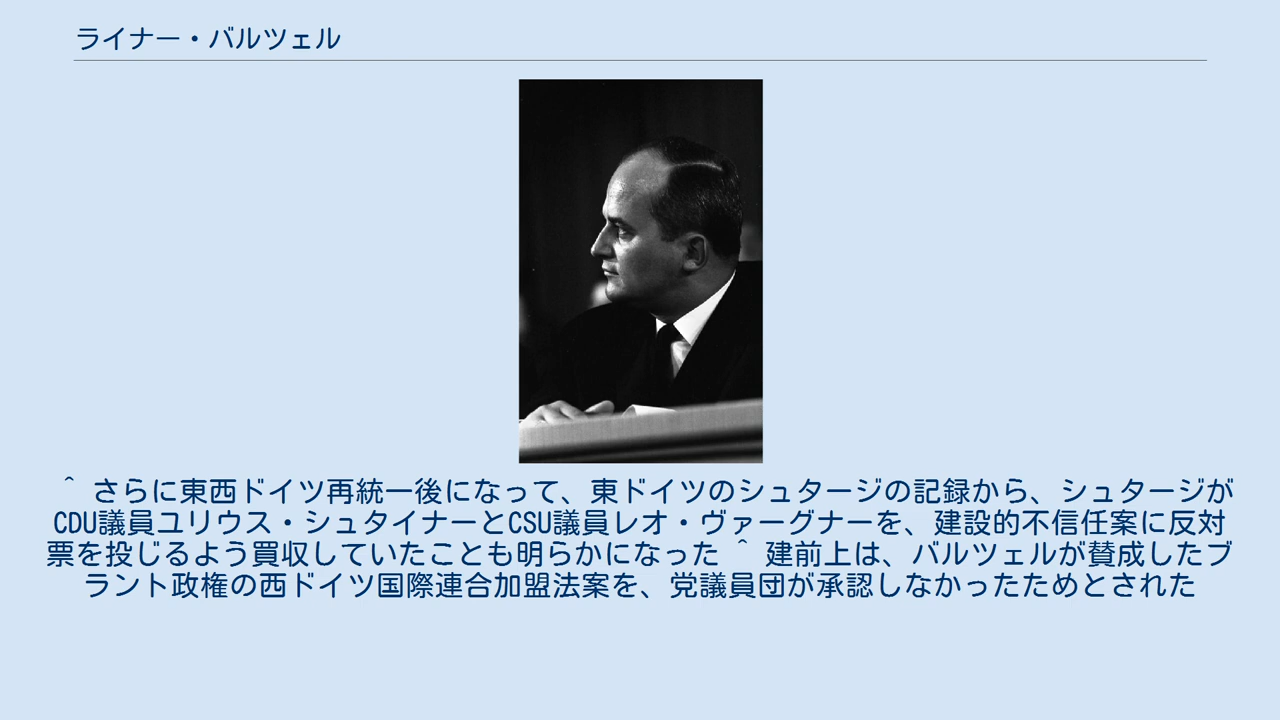 ライナー・バルツェル
^ さらに東西ドイツ再統一後になって、東ドイツのシュタージの記録から、シュタージが
CDU議員ユリウス・シュタイナーとCSU議員レオ・ヴァーグナーを、建設的不信任案に反対
票を投じるよう買収していたことも明らかになった ^ 建前上は、バルツェルが賛成したブ
ラント政権の西ドイツ国際連合加盟法案を、党議員団が承認しなかったためとされた